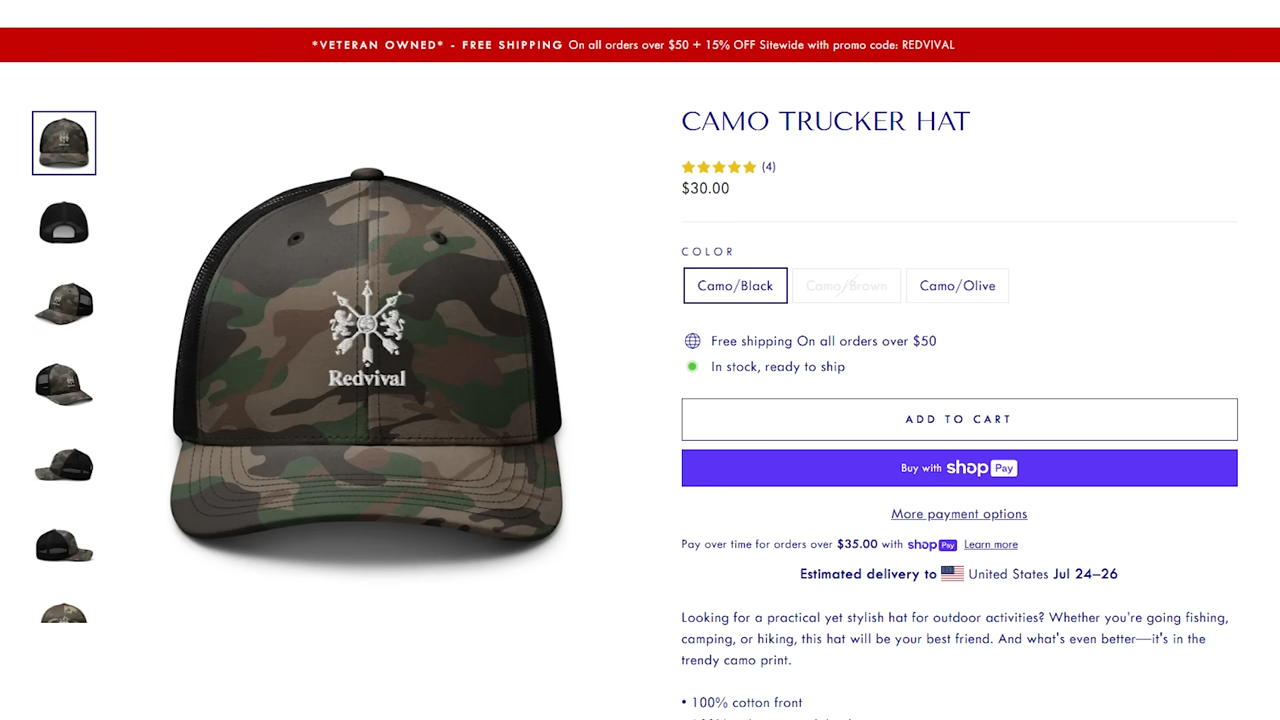 *VETERAN OWNED* - FREE SHIPPING On all orders over $50 + 15% OFF Sitewide with promo code: REDVIVAL
CAMO TRUCKER HAT
(4)
$30.00
COLOR
Camo/Black
Camo/Brown
Camo/Olive
Free shipping On all orders over $50
In stock, ready to ship
Redvival
ADD TO CART
Buy with shop Pay
More payment options
Pay over time for orders over $35.00 with shop Pay Learn more
Estimated delivery to United States Jul 24–26
Looking for a practical yet stylish hat for outdoor activities? Whether you're going fishing,
camping, or hiking, this hat will be your best friend. And what's even better—it's in the
trendy camo print.
• 100% cotton front